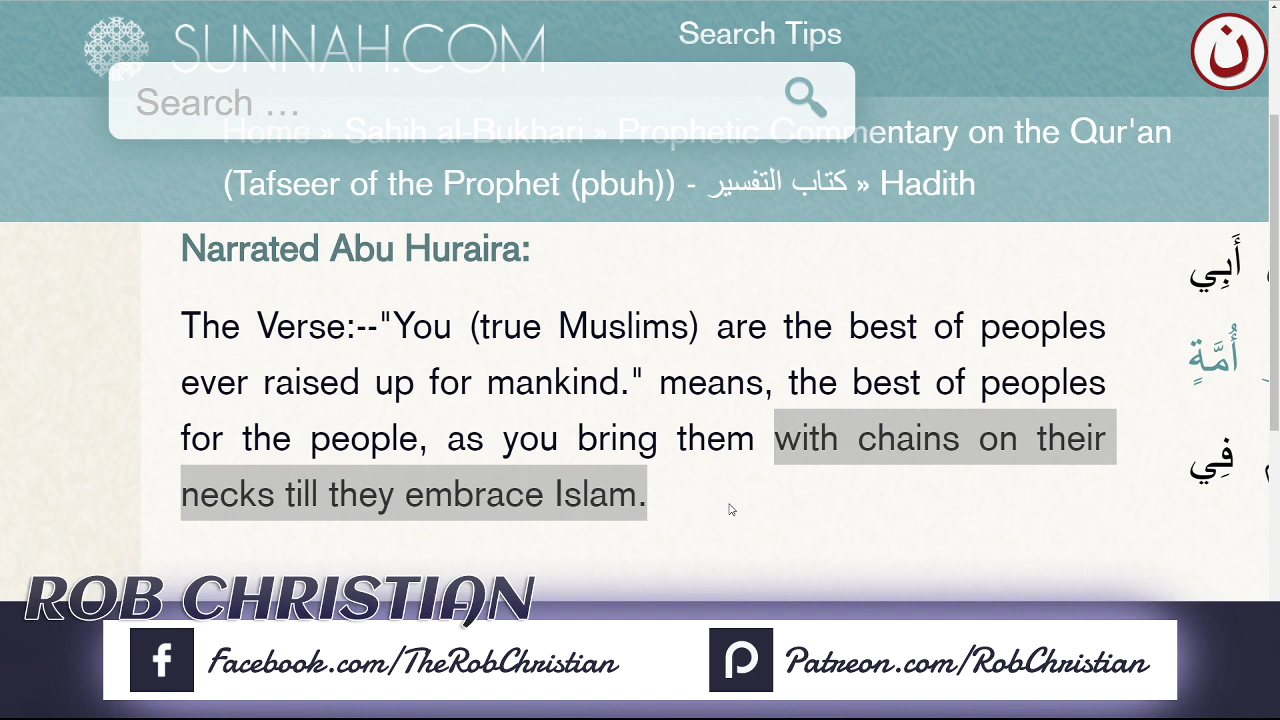 SUNNAH.COM
Search Tips
ن
Search ...
Home » Sahih al-Bukhari » Prophetic Commentary on the Qur'an
(Tafseer of the Prophet (pbuh)) - كتاب التفسير » Hadith
Narrated Abu Huraira:
أَبِي
The Verse:--"You (true Muslims) are the best of peoples
أُمَّةٍ
ever raised up for mankind." means, the best of peoples
for the people, as you bring them with chains on their
فِي
necks till they embrace Islam.
ROB CHRISTIAN
Facebook.com/TheRobChristian
Patreon.com/RobChristian